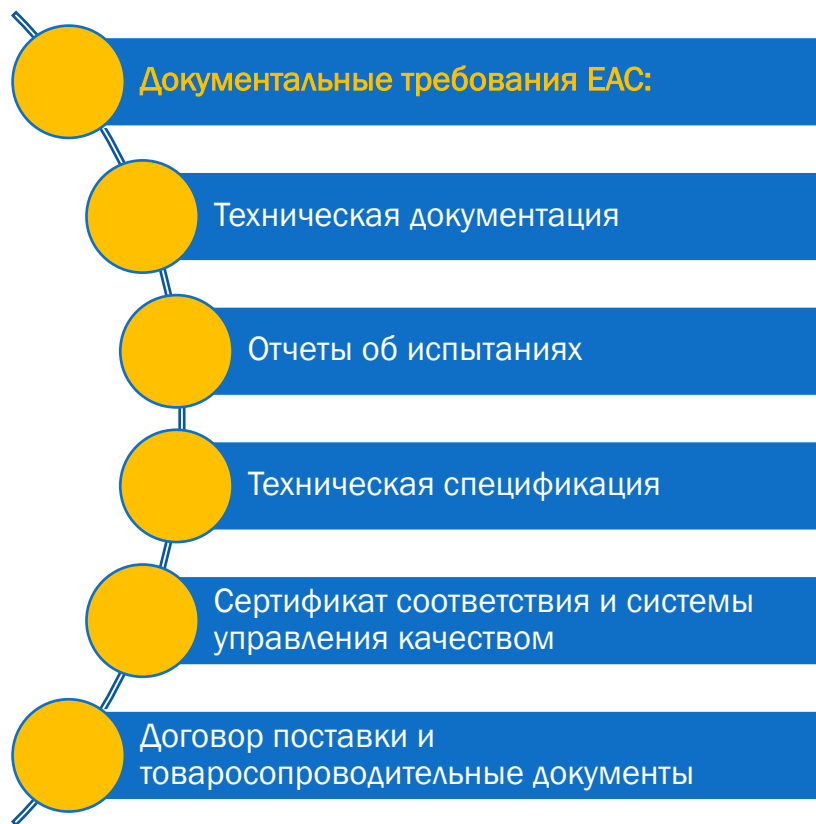 Документальные требования ЕАС:
Техническая документация
Отчеты об испытаниях
Техническая спецификация
Сертификат соответствия и системы
управления качеством
Договор поставки и
товаросопроводительные документы